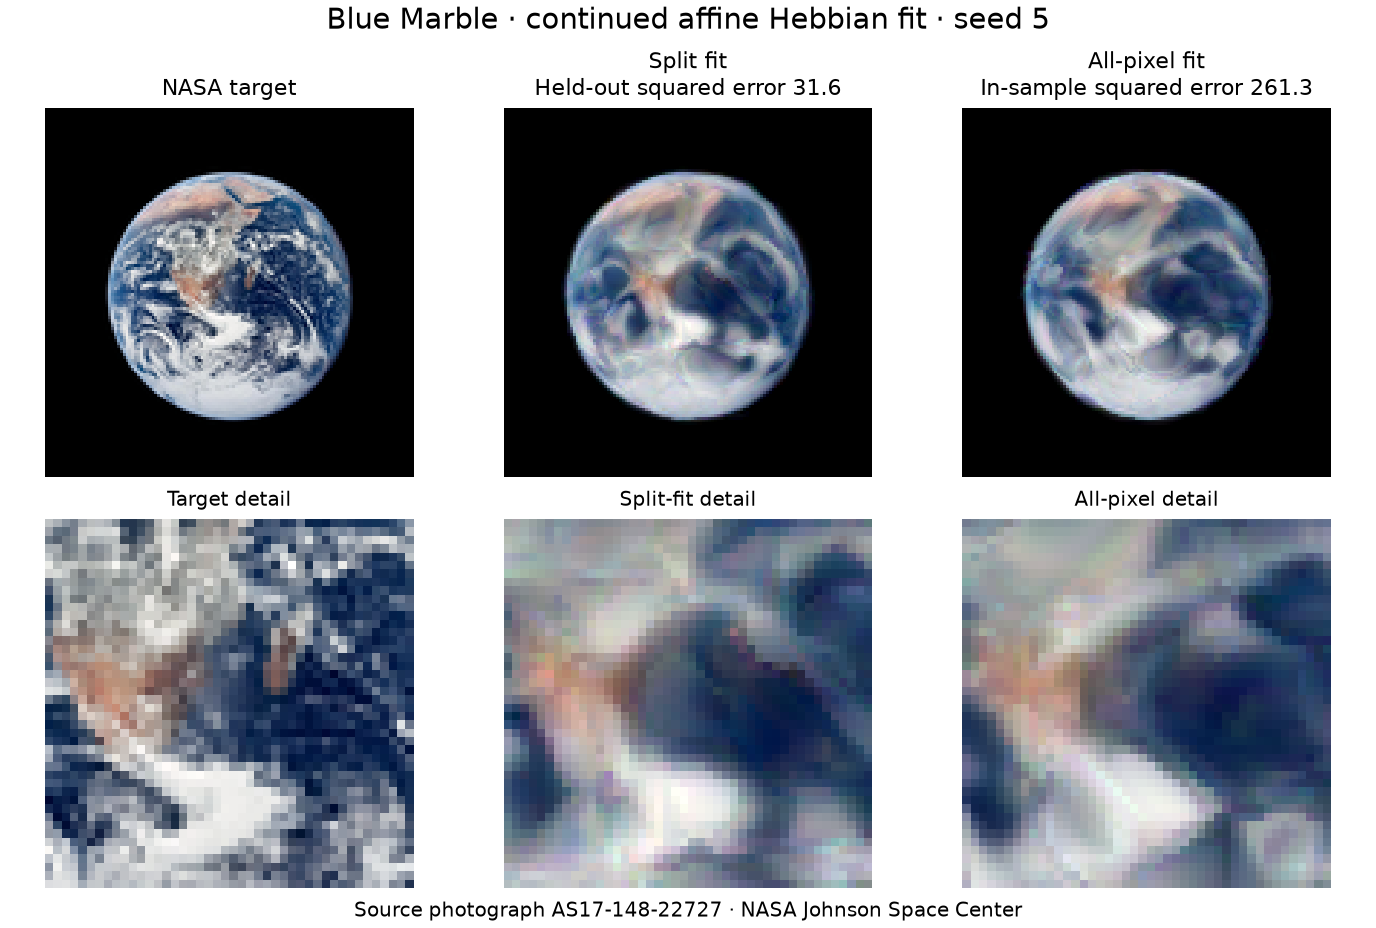 Blue Marble · continued affine Hebbian fit · seed 5
NASA target
Split fit
Held-out squared error 31.6
All-pixel fit
In-sample squared error 261.3
Target detail
Split-fit detail
All-pixel detail
Source photograph AS17-148-22727 · NASA Johnson Space Center